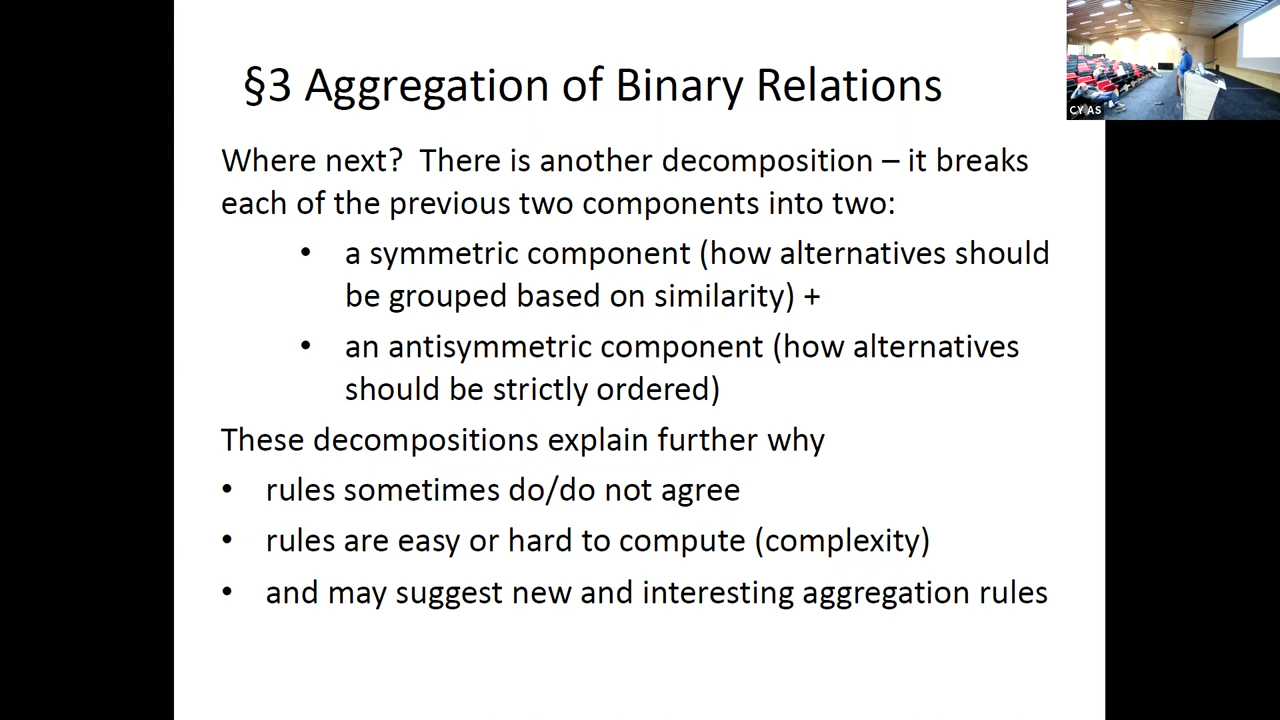 §3 Aggregation of Binary Relations
CY AS
Where next?  There is another decomposition – it breaks
each of the previous two components into two:
• a symmetric component (how alternatives should
be grouped based on similarity) +
• an antisymmetric component (how alternatives
should be strictly ordered)
These decompositions explain further why
• rules sometimes do/do not agree
• rules are easy or hard to compute (complexity)
• and may suggest new and interesting aggregation rules